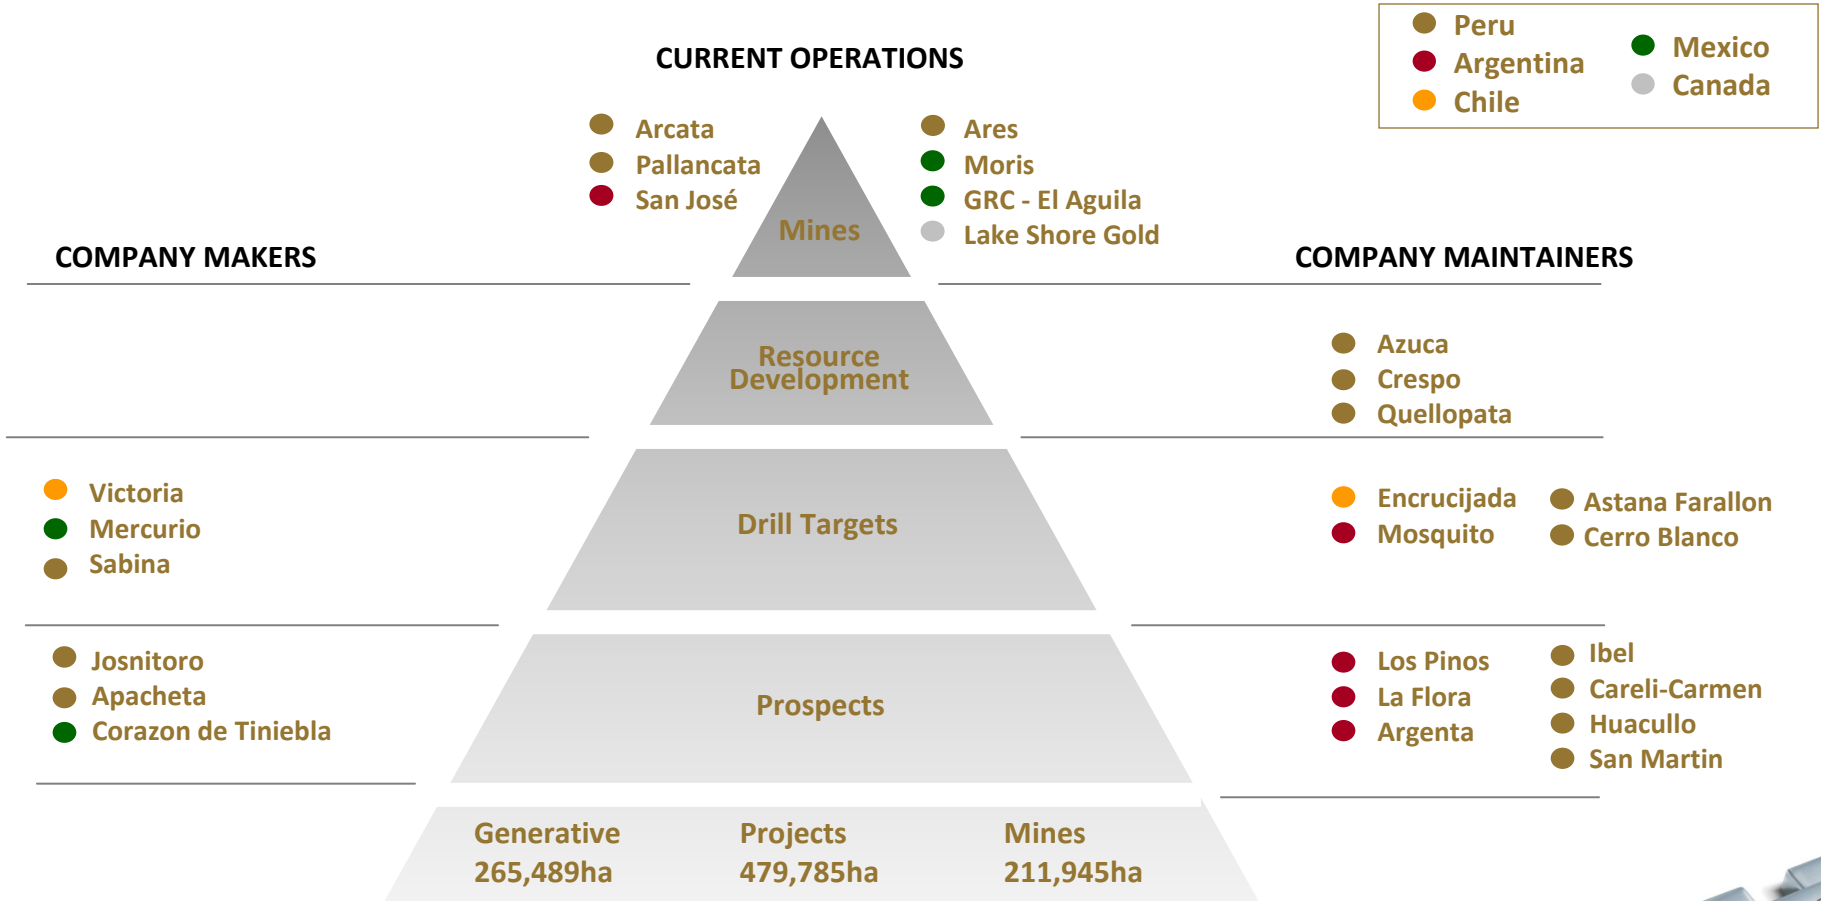 Peru
Argentina
Chile
Mexico
Canada
CURRENT OPERATIONS
Arcata
Pallancata
San José
Ares
Moris
GRC - El Aguila
Lake Shore Gold
Mines
COMPANY MAKERS
COMPANY MAINTAINERS
Resource
Development
Azuca
Crespo
Quellopata
Victoria
Mercurio
Sabina
Drill Targets
Encrucijada
Mosquito
Astana Farallon
Cerro Blanco
Josnitoro
Apacheta
Corazon de Tiniebla
Prospects
Los Pinos
La Flora
Argenta
Ibel
Careli-Carmen
Huacullo
San Martin
Generative
265,489ha
Projects
479,785ha
Mines
211,945ha